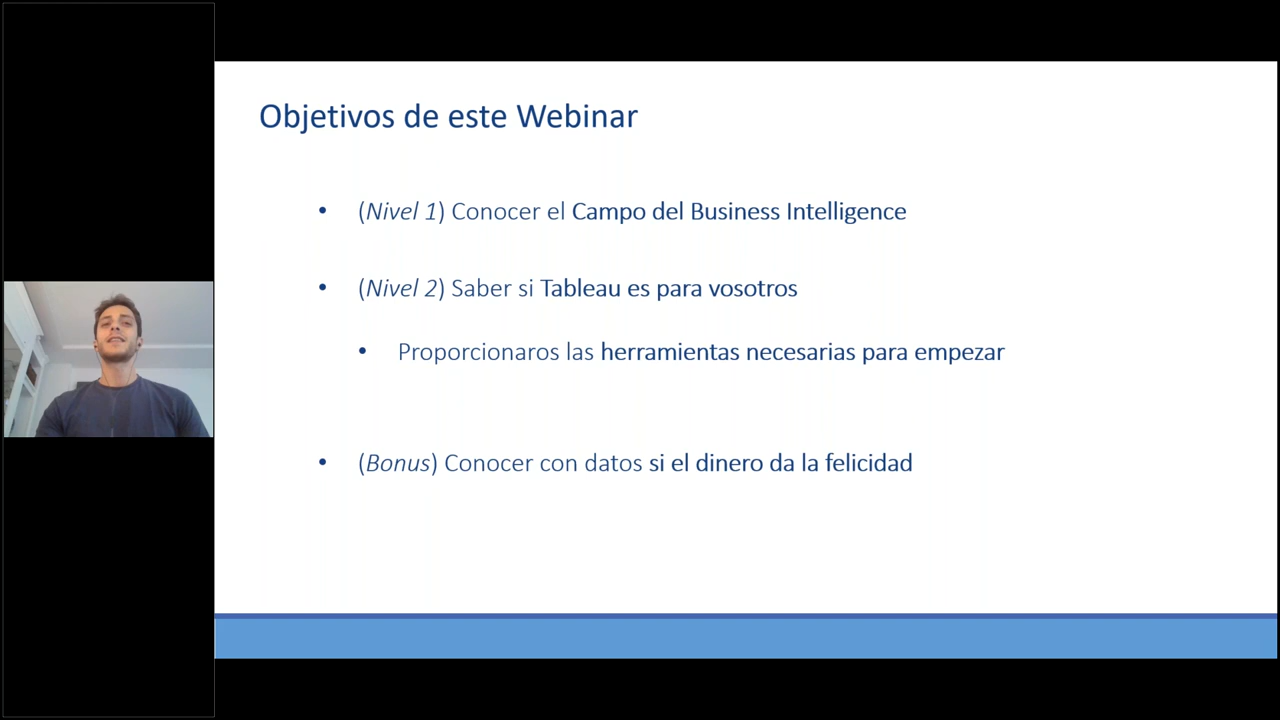 Objetivos de este Webinar
• (Nivel 1) Conocer el Campo del Business Intelligence
• (Nivel 2) Saber si Tableau es para vosotros
• Proporcionaros las herramientas necesarias para empezar
• (Bonus) Conocer con datos si el dinero da la felicidad